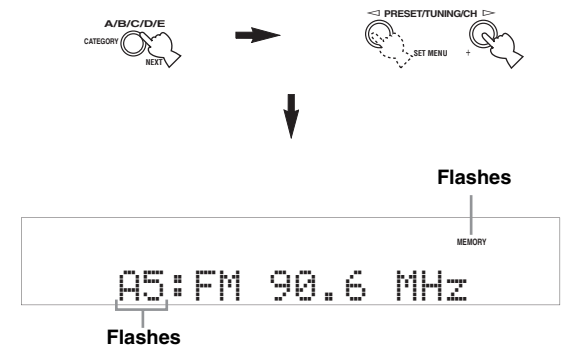 A/B/C/D/E
CATEGORY
NEXT
◁ PRESET/TUNING/CH ▷
SET MENU
+
Flashes
MEMORY
A5:FM 90.6 MHz
Flashes